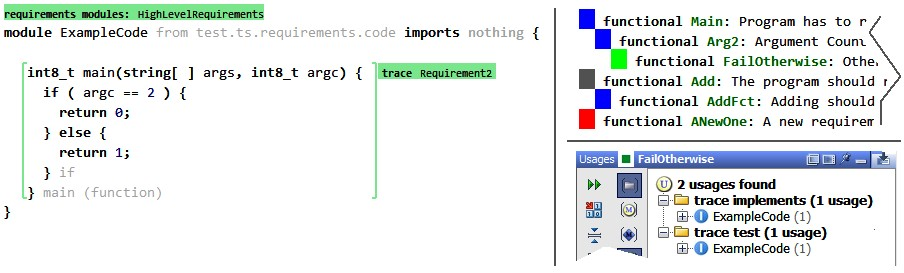 requirements modules: HighLevelRequirements
module ExampleCode from test.ts.requirements.code imports nothing {
int8_t main(string[ ] args, int8_t argc) {
trace Requirement2
if ( argc == 2 ) {
return 0;
} else {
return 1;
} if
} main (function)
}
functional Main: Program has to r
functional Arg2: Argument Coun
functional FailOtherwise: Othe
functional Add: The program should
functional AddFct: Adding should
functional ANewOne: A new requirem
Usages FailOtherwise
2 usages found
trace implements (1 usage)
ExampleCode (1)
trace test (1 usage)
ExampleCode (1)